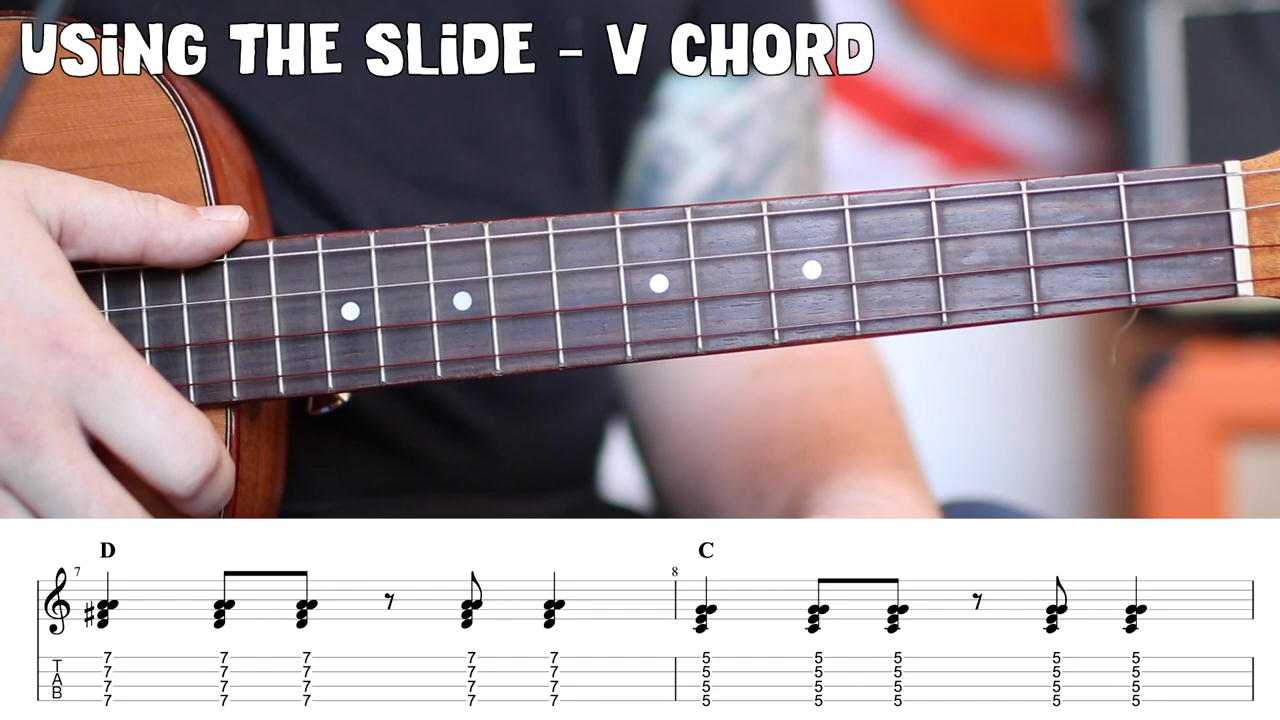 USiNG THE SLiDE - V CHORD
D C
7 8
T 7 7 7 7 7 5 5 5 5 5
A 7 7 7 7 7 5 5 5 5 5
B 7 7 7 7 7 5 5 5 5 5
7 7 7 7 7 5 5 5 5 5